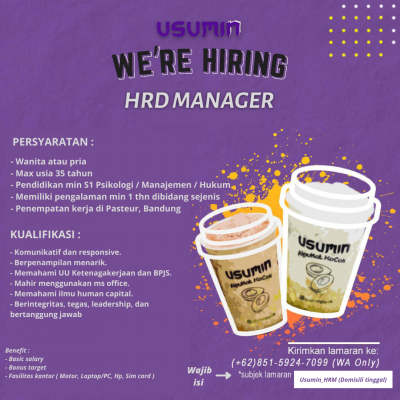 USUMIN
WE'RE HIRING
HRD MANAGER
PERSYARATAN :
- Wanita atau pria
- Max usia 35 tahun
- Pendidikan min S1 Psikologi / Manajemen / Hukum
- Memiliki pengalaman min 1 thn dibidang sejenis
- Penempatan kerja di Pasteur, Bandung
KUALIFIKASI :
- Komunikatif dan responsive.
- Berpenampilan menarik.
- Memahami UU Ketenagakerjaan dan BPJS.
- Mahir menggunakan ms office.
- Memahami ilmu human capital.
- Berintegritas, tegas, leadership, dan
bertanggung jawab
USUMIN
Alpukat Kocok
USUMIN
Alpukat Kocok
Benefit :
- Basic salary
- Bonus target
- Fasilitas kantor ( Motor, Laptop/PC, Hp, Sim card )
Wajib
isi
Kirimkan lamaran ke:
(+62)851-5924-7099 (WA Only)
*subjek lamaran Usumin_HRM (Domisili tinggal)